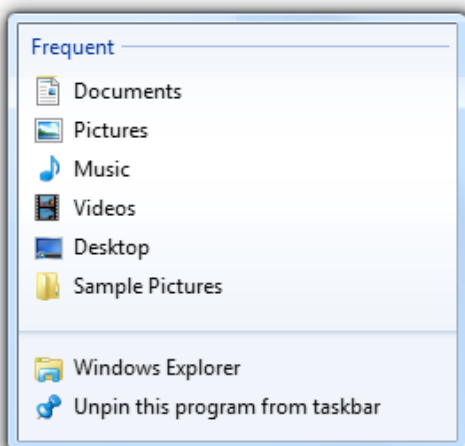 Frequent
Documents
Pictures
Music
Videos
Desktop
Sample Pictures
Windows Explorer
Unpin this program from taskbar